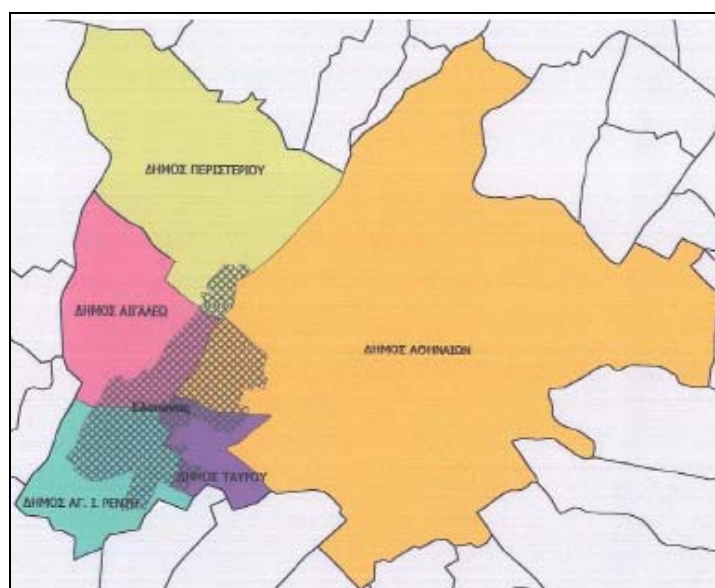 ΔΗΜΟΣ ΠΕΡΙΣΤΕΡΙΟΥ
ΔΗΜΟΣ ΑΙΓΑΛΕΩ
ΔΗΜΟΣ ΑΘΗΝΑΙΩΝ
Ελαιώνας
ΔΗΜΟΣ ΤΑΥΡΟΥ
ΔΗΜΟΣ ΑΓ. Ι. ΡΕΝΤΗ